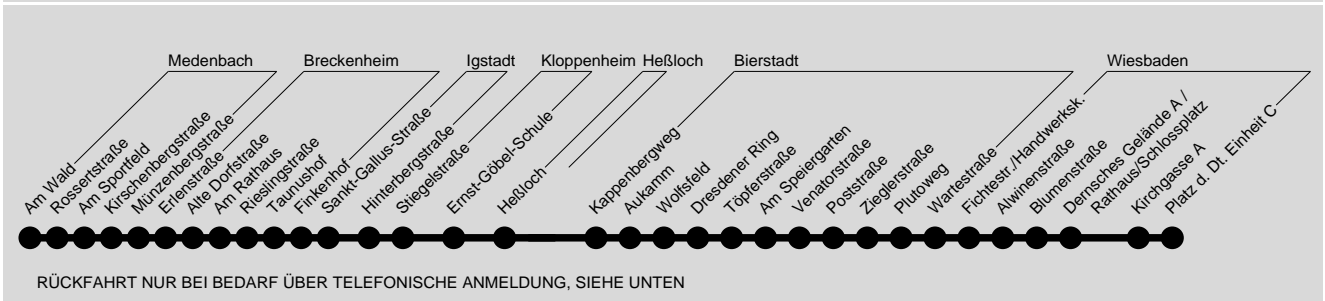 Medenbach
Breckenheim
Igstadt
Kloppenheim
Heßloch
Bierstadt
Wiesbaden
Am Wald
Rossertstraße
Am Sportfeld
Kirschenbergstraße
Münzenbergstraße
Erlenstraße
Alte Dorfstraße
Am Rathaus
Rieslingstraße
Taunushof
Finkenhof
Sankt-Gallus-Straße
Hinterbergstraße
Stiegelstraße
Ernst-Göbel-Schule
Heßloch
Kappenbergweg
Aukamm
Wolfsfeld
Dresdener Ring
Töpferstraße
Am Speiergarten
Venatorstraße
Poststraße
Zieglerstraße
Plutoweg
Wartestraße
Fichtestr./Handwerksk.
Alwinenstraße
Blumenstraße
Dernsches Gelände A /
Rathaus/Schlossplatz
Kirchgasse A
Platz d. Dt. Einheit C
RÜCKFAHRT NUR BEI BEDARF ÜBER TELEFONISCHE ANMELDUNG, SIEHE UNTEN